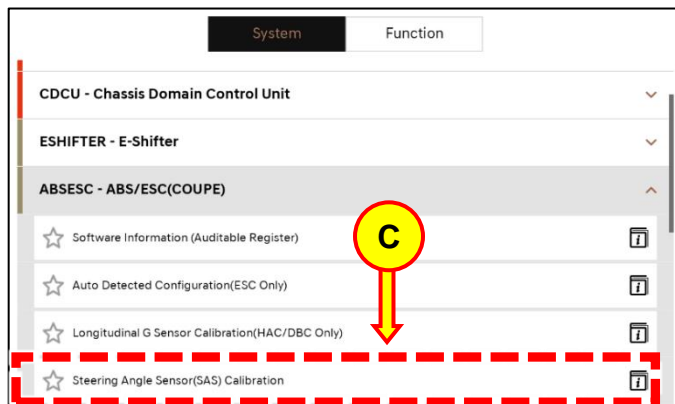 System Function
CDCU - Chassis Domain Control Unit
ESHIFTER - E-Shifter
ABSESC - ABS/ESC(COUPE)
Software Information (Auditable Register)
C
Auto Detected Configuration(ESC Only)
Longitudinal G Sensor Calibration(HAC/DBC Only)
Steering Angle Sensor(SAS) Calibration